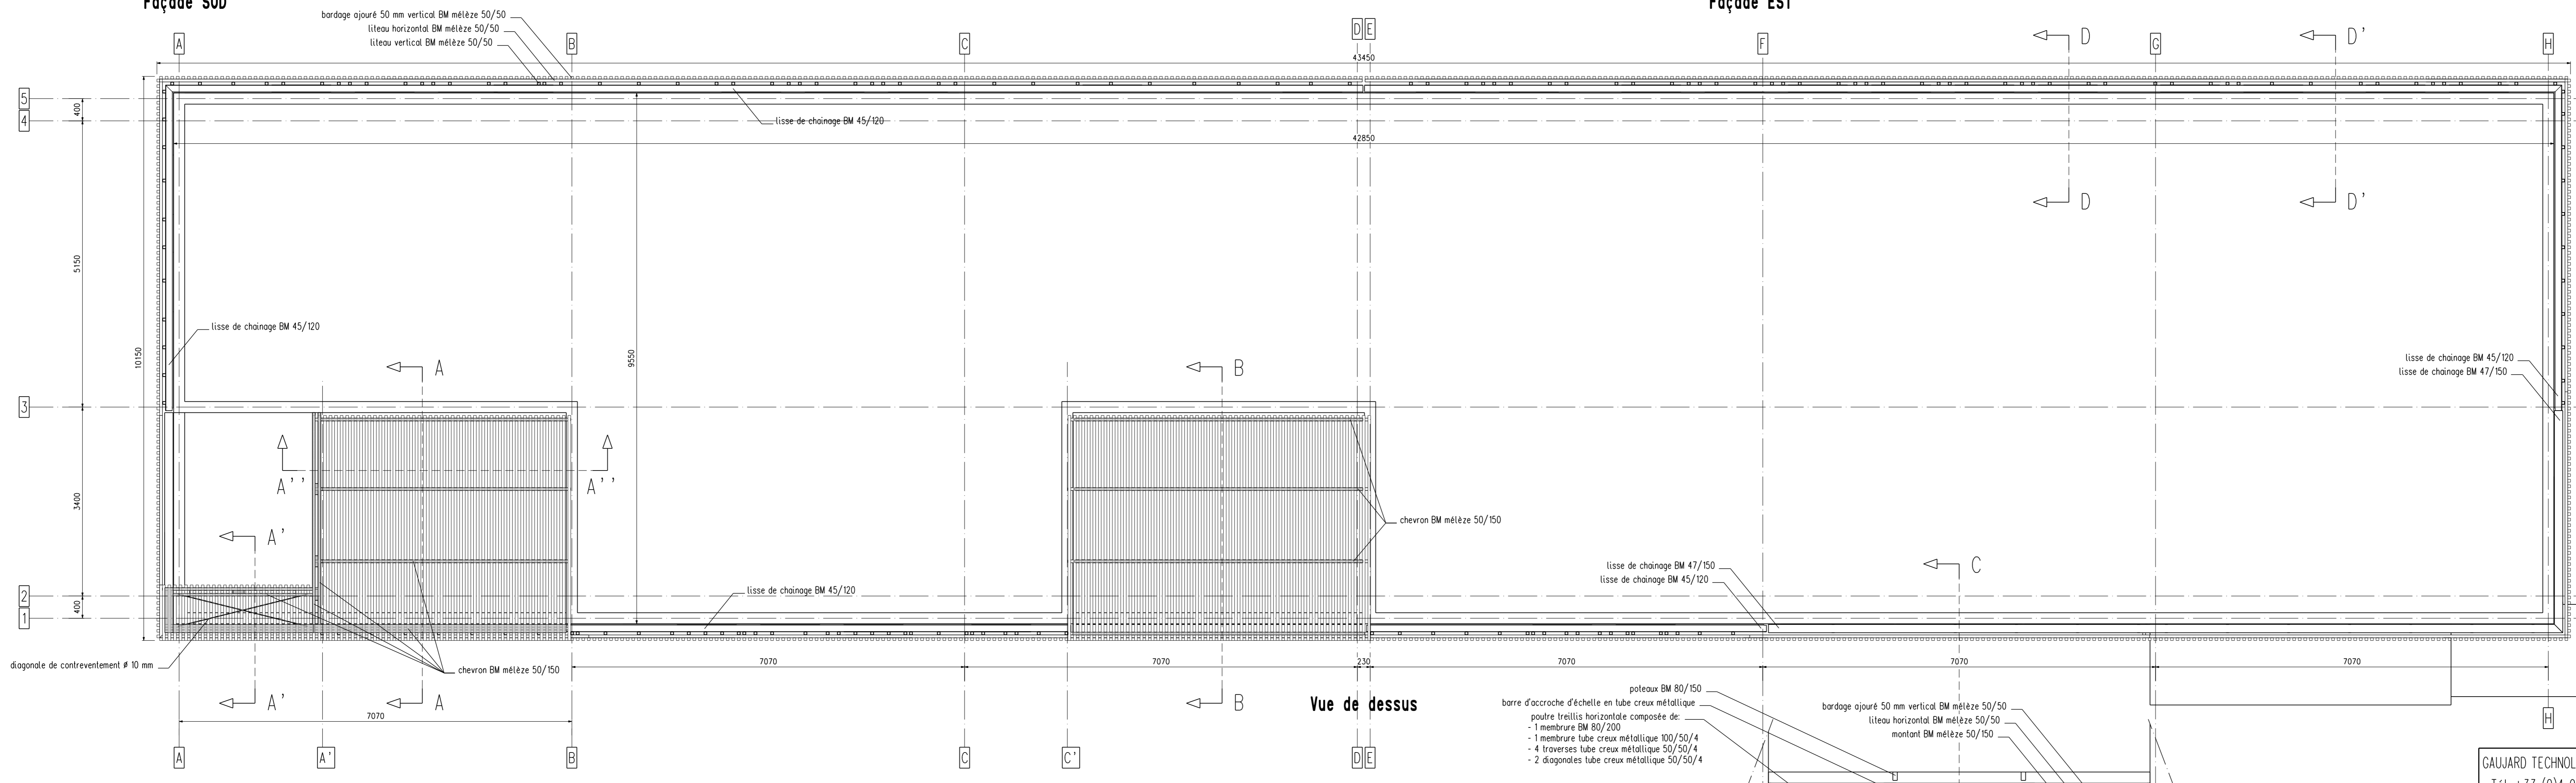 Façade SUD
Façade EST
bardage ajouré 50 mm vertical BM mélèze 50/50
liteau horizontal BM mélèze 50/50
liteau vertical BM mélèze 50/50
A
B
C
D E
F
D
G
D'
H
43450
5
400
4
lisse de chainage BM 45/120
42850
D
D'
5150
lisse de chainage BM 45/120
10150
9550
A
B
lisse de chainage BM 45/120
lisse de chainage BM 47/150
3
A''
A''
3400
chevron BM mélèze 50/150
A'
lisse de chainage BM 47/150
C
lisse de chainage BM 45/120
lisse de chainage BM 45/120
2
400
1
diagonale de contreventement ø 10 mm
chevron BM mélèze 50/150
7070
7070
230
7070
7070
7070
A'
A
B
Vue de dessus
7070
poteaux BM 80/150
barre d'accroche d'échelle en tube creux métallique
poutre treillis horizontale composée de:
- 1 membrure BM 80/200
- 1 membrure tube creux métallique 100/50/4
- 4 traverses tube creux métallique 50/50/4
- 2 diagonales tube creux métallique 50/50/4
bardage ajouré 50 mm vertical BM mélèze 50/50
liteau horizontal BM mélèze 50/50
montant BM mélèze 50/150
H
A
A'
B
C
C'
D E
GAUJARD TECHNOL